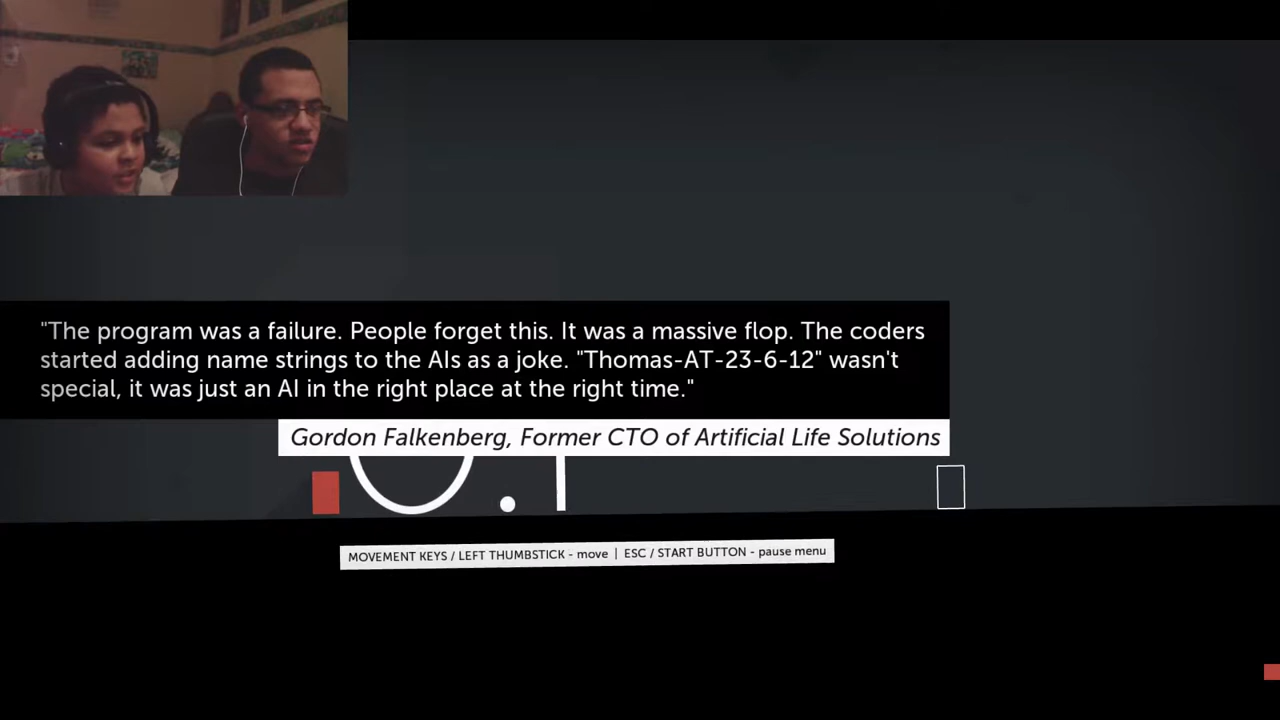 "The program was a failure. People forget this. It was a massive flop. The coders
started adding name strings to the AIs as a joke. "Thomas-AT-23-6-12" wasn't
special, it was just an AI in the right place at the right time."
Gordon Falkenberg, Former CTO of Artificial Life Solutions
MOVEMENT KEYS / LEFT THUMBSTICK - move | ESC / START BUTTON - pause menu